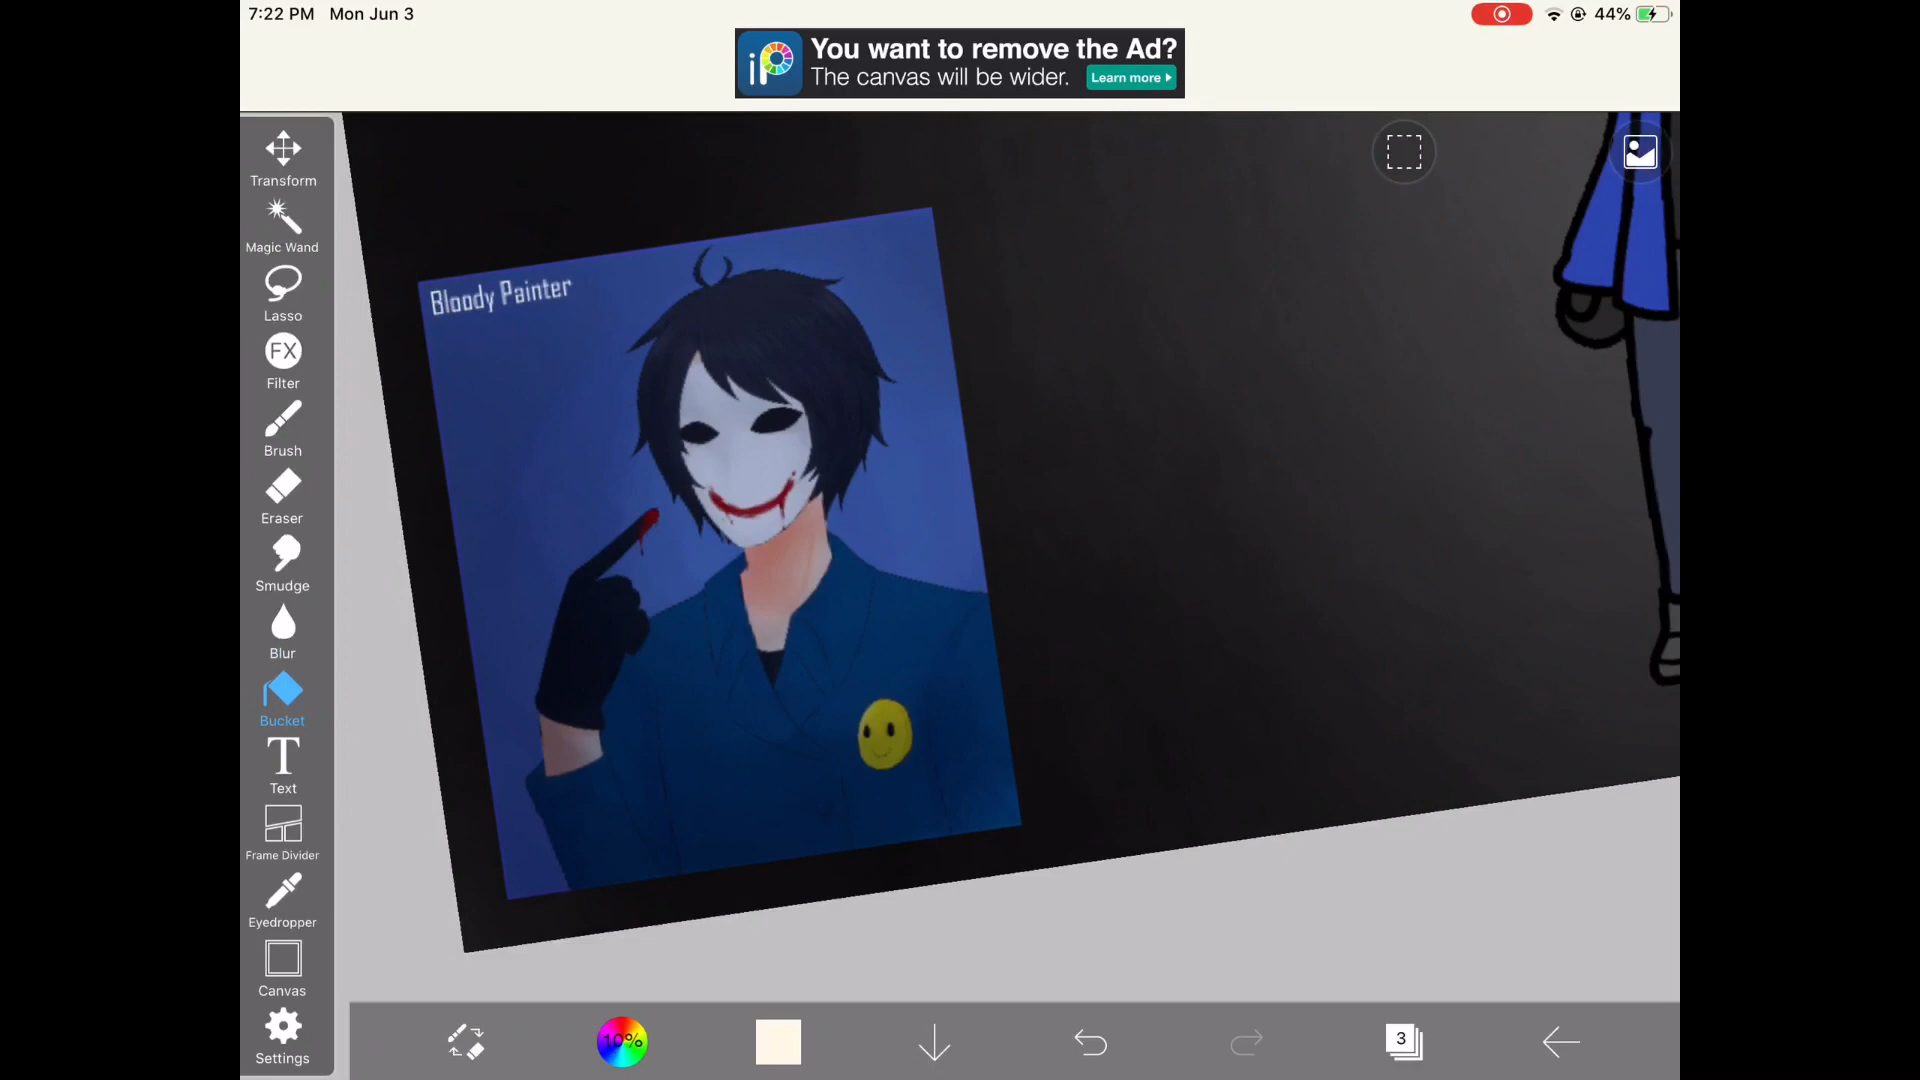 7:22 PM Mon Jun 3
44%
iP
You want to remove the Ad?
The canvas will be wider.
Learn more
Transform
Magic Wand
Lasso
FX
Filter
Brush
Eraser
Smudge
Blur
Bucket
T
Text
Frame Divider
Eyedropper
Canvas
Settings
Bloody Painter
10%
3